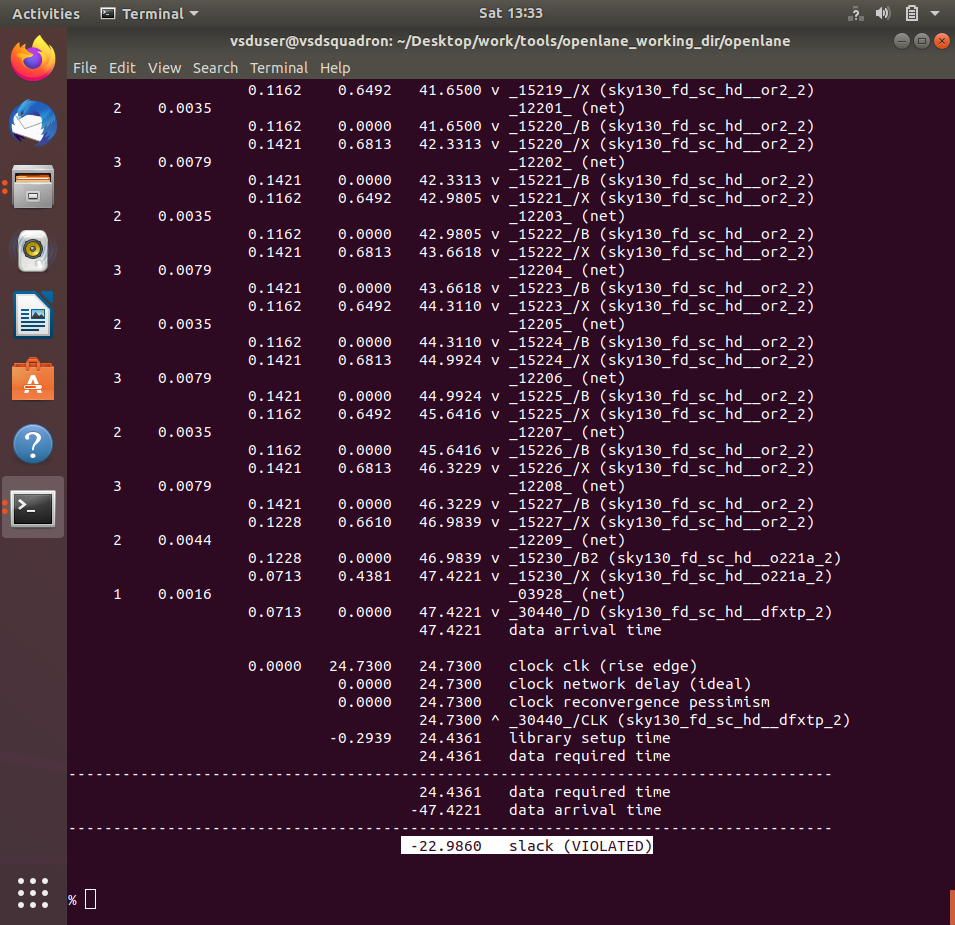 Activities Terminal Sat 13:33
vsduser@vsdsquadron: ~/Desktop/work/tools/openlane_working_dir/openlane
File Edit View Search Terminal Help
0.1162 0.6492 41.6500 v _15219_/X (sky130_fd_sc_hd__or2_2)
2 0.0035 _12201_ (net)
0.1162 0.0000 41.6500 v _15220_/B (sky130_fd_sc_hd__or2_2)
0.1421 0.6813 42.3313 v _15220_/X (sky130_fd_sc_hd__or2_2)
3 0.0079 _12202_ (net)
0.1421 0.0000 42.3313 v _15221_/B (sky130_fd_sc_hd__or2_2)
0.1162 0.6492 42.9805 v _15221_/X (sky130_fd_sc_hd__or2_2)
2 0.0035 _12203_ (net)
0.1162 0.0000 42.9805 v _15222_/B (sky130_fd_sc_hd__or2_2)
0.1421 0.6813 43.6618 v _15222_/X (sky130_fd_sc_hd__or2_2)
3 0.0079 _12204_ (net)
0.1421 0.0000 43.6618 v _15223_/B (sky130_fd_sc_hd__or2_2)
0.1162 0.6492 44.3110 v _15223_/X (sky130_fd_sc_hd__or2_2)
2 0.0035 _12205_ (net)
0.1162 0.0000 44.3110 v _15224_/B (sky130_fd_sc_hd__or2_2)
0.1421 0.6813 44.9924 v _15224_/X (sky130_fd_sc_hd__or2_2)
3 0.0079 _12206_ (net)
0.1421 0.0000 44.9924 v _15225_/B (sky130_fd_sc_hd__or2_2)
0.1162 0.6492 45.6416 v _15225_/X (sky130_fd_sc_hd__or2_2)
2 0.0035 _12207_ (net)
0.1162 0.0000 45.6416 v _15226_/B (sky130_fd_sc_hd__or2_2)
0.1421 0.6813 46.3229 v _15226_/X (sky130_fd_sc_hd__or2_2)
3 0.0079 _12208_ (net)
0.1421 0.0000 46.3229 v _15227_/B (sky130_fd_sc_hd__or2_2)
0.1228 0.6610 46.9839 v _15227_/X (sky130_fd_sc_hd__or2_2)
2 0.0044 _12209_ (net)
0.1228 0.0000 46.9839 v _15230_/B2 (sky130_fd_sc_hd__o221a_2)
0.0713 0.4381 47.4221 v _15230_/X (sky130_fd_sc_hd__o221a_2)
1 0.0016 _03928_ (net)
0.0713 0.0000 47.4221 v _30440_/D (sky130_fd_sc_hd__dfxtp_2)
47.4221 data arrival time
0.0000 24.7300 24.7300 clock clk (rise edge)
0.0000 24.7300 clock network delay (ideal)
0.0000 24.7300 clock reconvergence pessimism
24.7300 ^ _30440_/CLK (sky130_fd_sc_hd__dfxtp_2)
-0.2939 24.4361 library setup time
24.4361 data required time
-------------------------------------------------------------------------------------
24.4361 data required time
-47.4221 data arrival time
-------------------------------------------------------------------------------------
-22.9860 slack (VIOLATED)
%